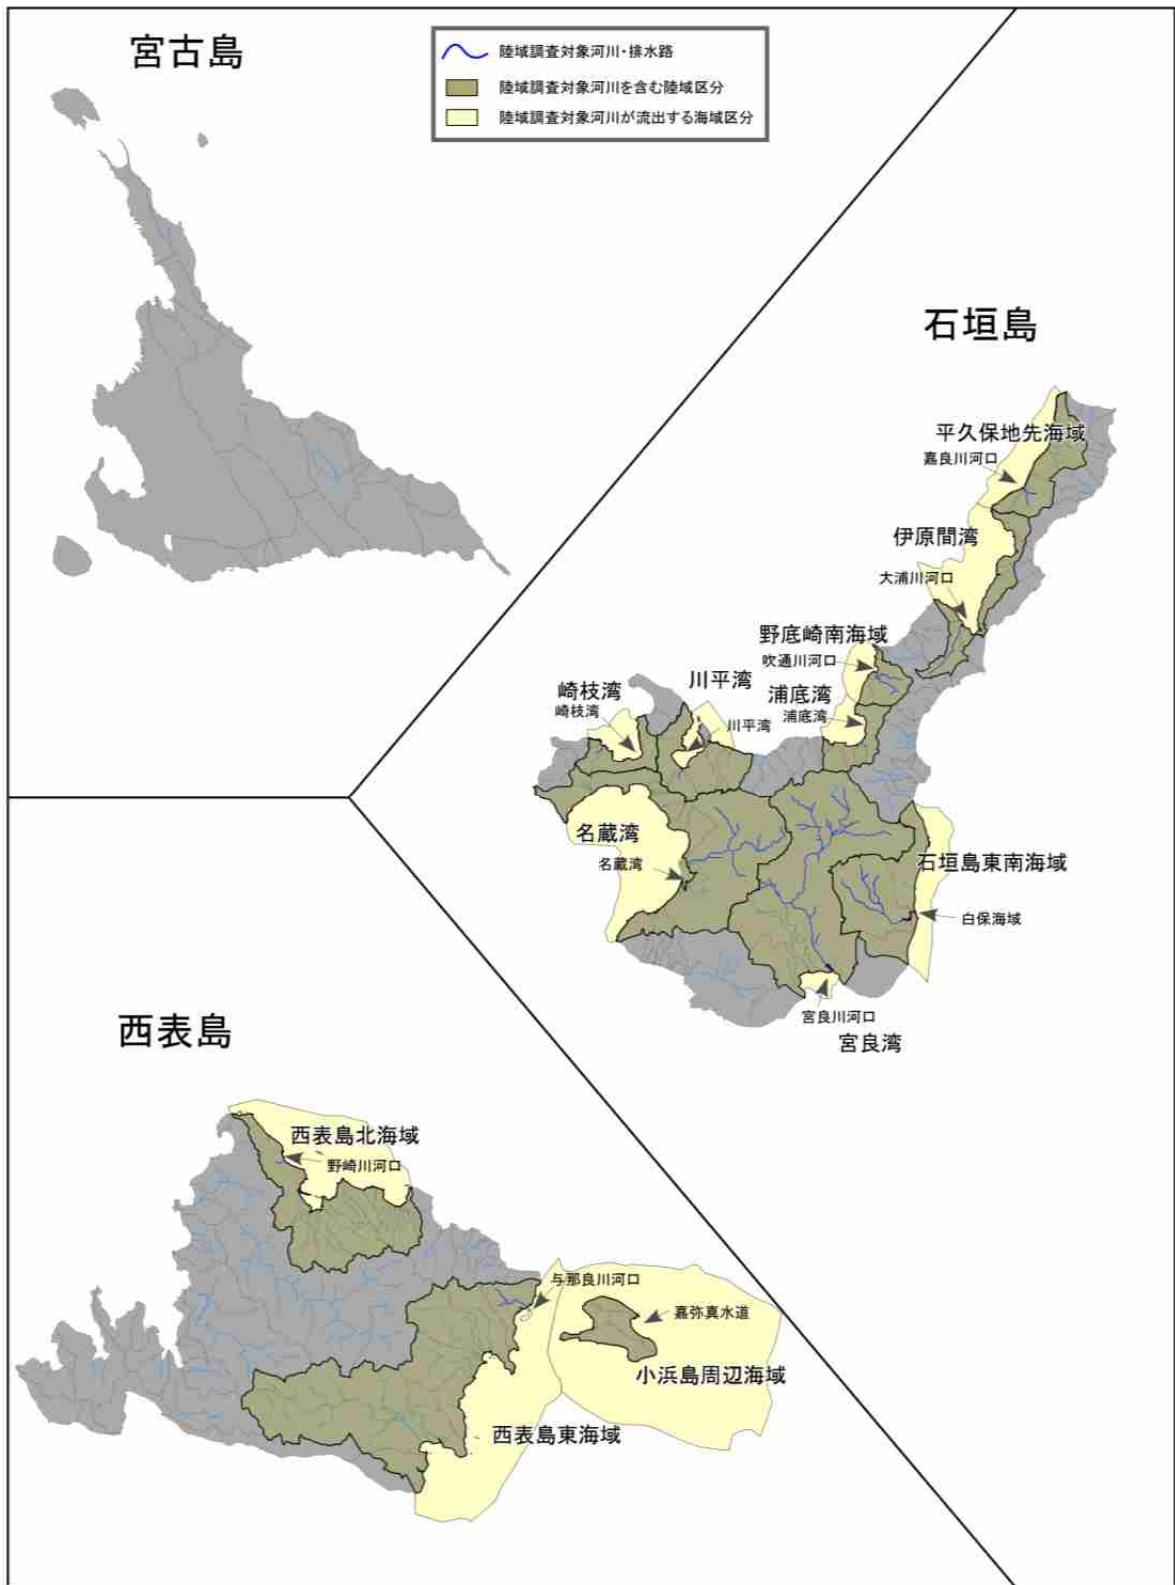 宮古島
陸域調査対象河川・排水路
陸域調査対象河川を含む陸域区分
陸域調査対象河川が流出する海域区分
石垣島
平久保地先海域
嘉良川河口
伊原間湾
大浦川河口
野底崎南海域
吹通川河口
川平湾
浦底湾
崎枝湾
崎枝湾
浦底湾
川平湾
名蔵湾
名蔵湾
石垣島東南海域
白保海域
宮良川河口
宮良湾
西表島
西表島北海域
野崎川河口
与那良川河口
嘉弥真水道
小浜島周辺海域
西表島東海域